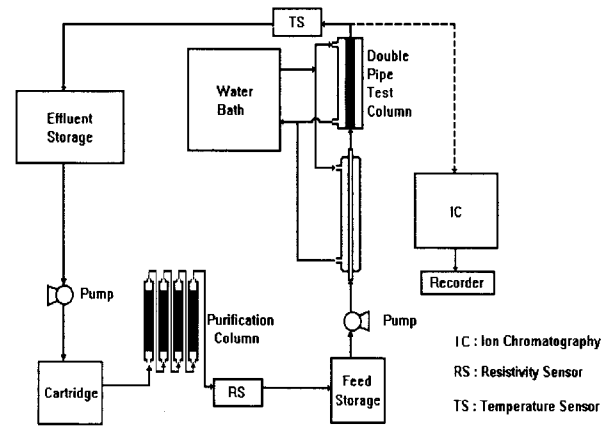 TS
Double
Pipe
Test
Column
Water
Bath
Effluent
Storage
IC
Recorder
Pump
Purification
Column
Pump
Cartridge
RS
Feed
Storage
IC : Ion Chromatography
RS : Resistivity Sensor
TS : Temperature Sensor